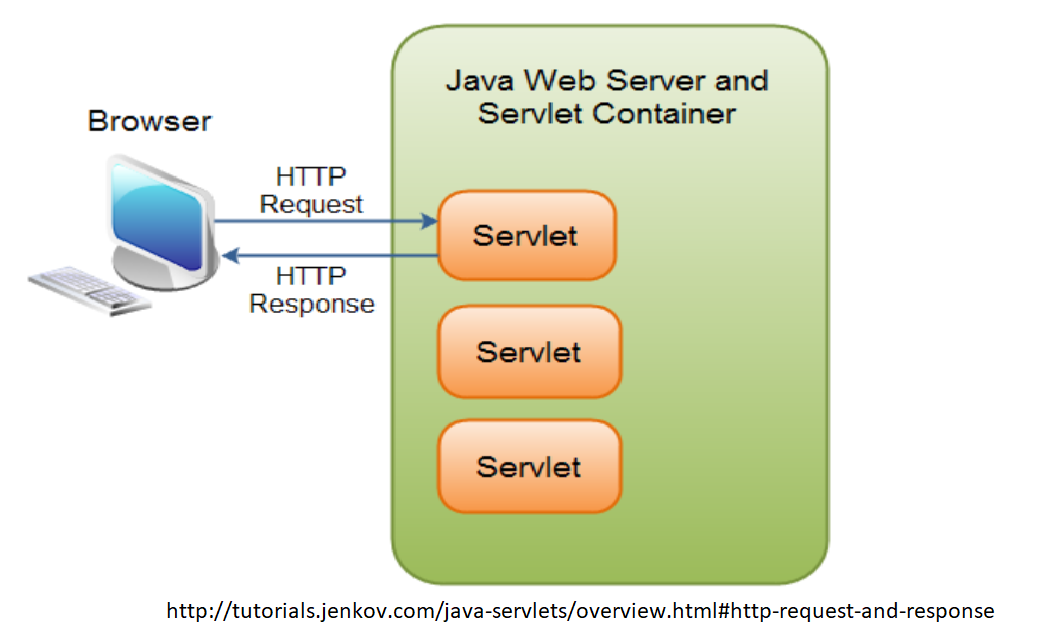 Browser
HTTP
Request
HTTP
Response
Java Web Server and
Servlet Container
Servlet
Servlet
Servlet
http://tutorials.jenkov.com/java-servlets/overview.html#http-request-and-response